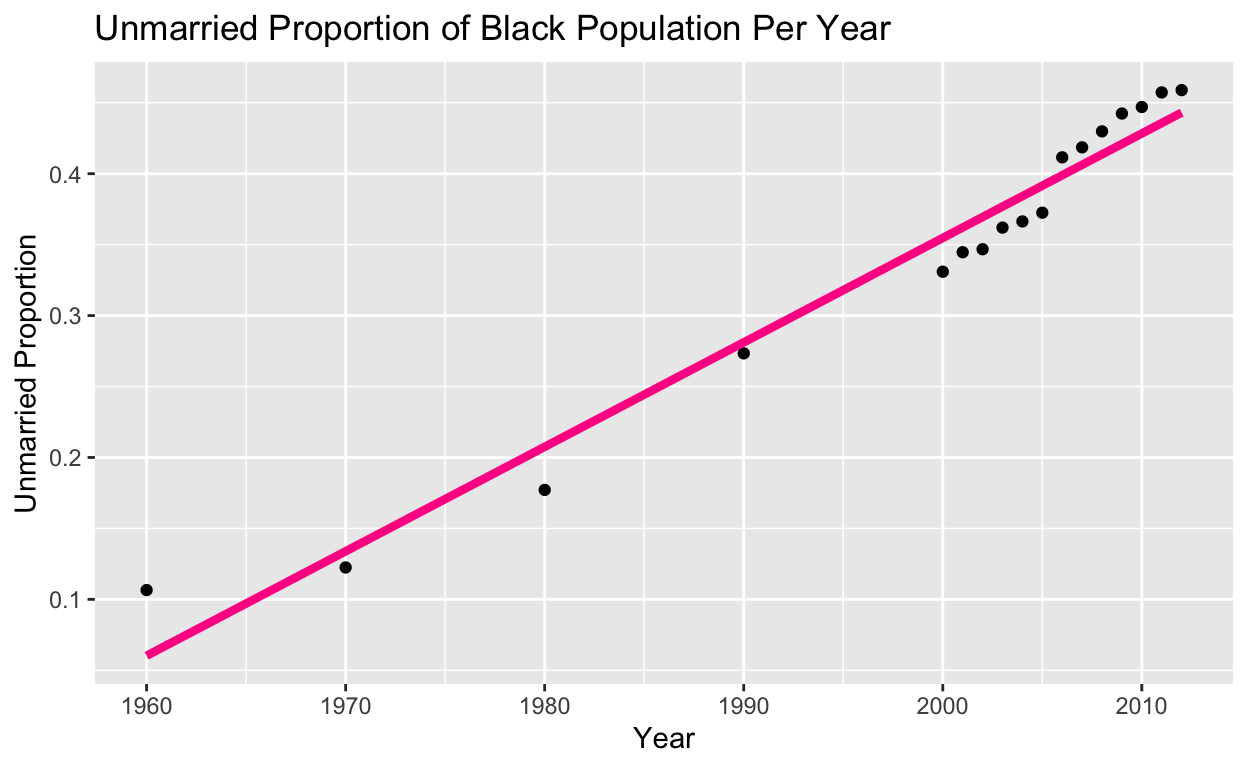 Unmarried Proportion of Black Population Per Year
Unmarried Proportion
0.4
0.3
0.2
0.1
1960 1970 1980 1990 2000 2010
Year